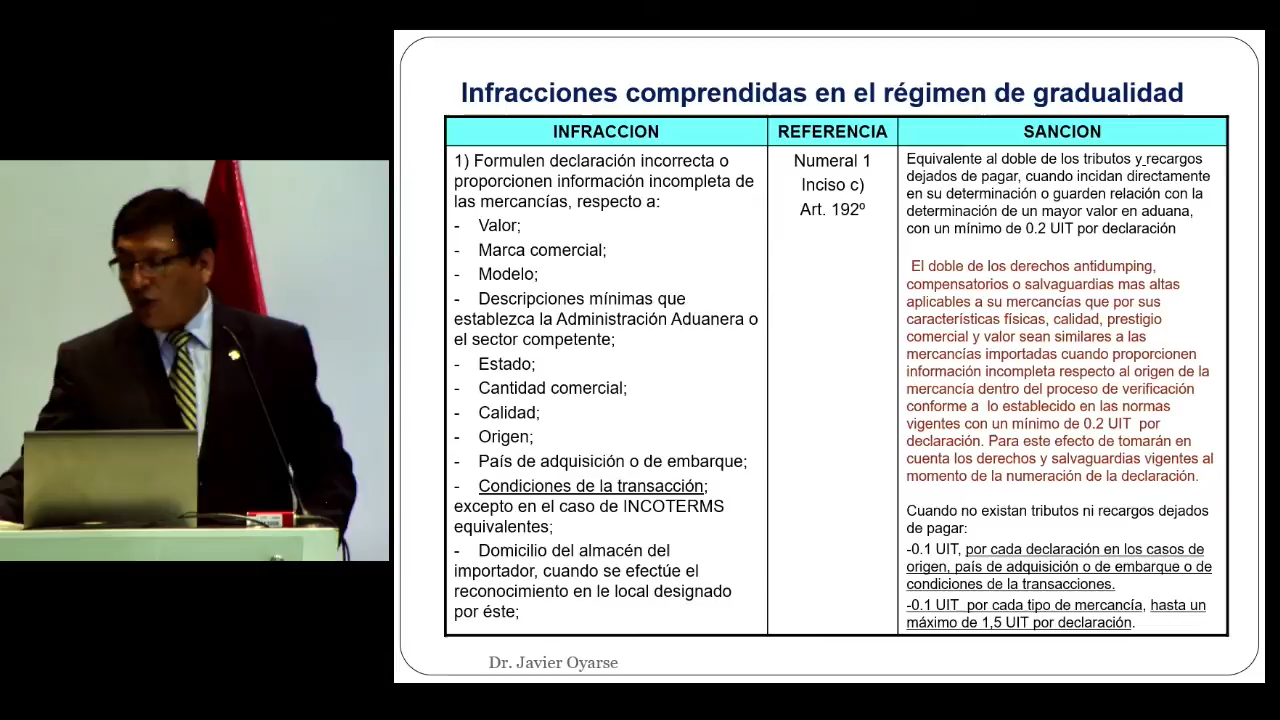 Infracciones comprendidas en el régimen de gradualidad
INFRACCION
REFERENCIA
SANCION
1) Formulen declaración incorrecta o
proporcionen información incompleta de
las mercancías, respecto a:
- Valor;
- Marca comercial;
- Modelo;
- Descripciones mínimas que
establezca la Administración Aduanera o
el sector competente;
- Estado;
- Cantidad comercial;
- Calidad;
- Origen;
- País de adquisición o de embarque;
- Condiciones de la transacción;
excepto en el caso de INCOTERMS
equivalentes;
- Domicilio del almacén del
importador, cuando se efectúe el
reconocimiento en le local designado
por éste;
Numeral 1
Inciso c)
Art. 192º
Equivalente al doble de los tributos y recargos
dejados de pagar, cuando incidan directamente
en su determinación o guarden relación con la
determinación de un mayor valor en aduana,
con un mínimo de 0.2 UIT por declaración
El doble de los derechos antidumping,
compensatorios o salvaguardias mas altas
aplicables a su mercancías que por sus
características físicas, calidad, prestigio
comercial y valor sean similares a las
mercancías importadas cuando proporcionen
información incompleta respecto al origen de la
mercancía dentro del proceso de verificación
conforme a lo establecido en las normas
vigentes con un mínimo de 0.2 UIT por
declaración. Para este efecto de tomarán en
cuenta los derechos y salvaguardias vigentes al
momento de la numeración de la declaración.
Cuando no existan tributos ni recargos dejados
de pagar:
-0.1 UIT, por cada declaración en los casos de
origen, país de adquisición o de embarque o de
condiciones de la transacciones.
-0.1 UIT por cada tipo de mercancía, hasta un
máximo de 1,5 UIT por declaración.
Dr. Javier Oyarse